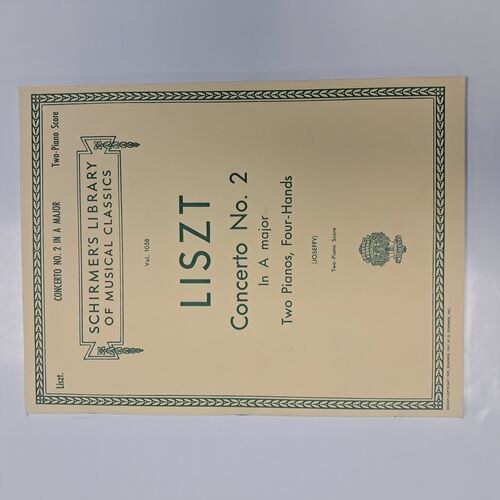 Liszt. CONCERTO NO. 2 IN A MAJOR Two-Piano Score
SCHIRMER'S LIBRARY
OF MUSICAL CLASSICS
Vol. 1058
LISZT
Concerto No. 2
In A major
Two Pianos, Four-Hands
(JOSEFFY)
Two-Piano Score